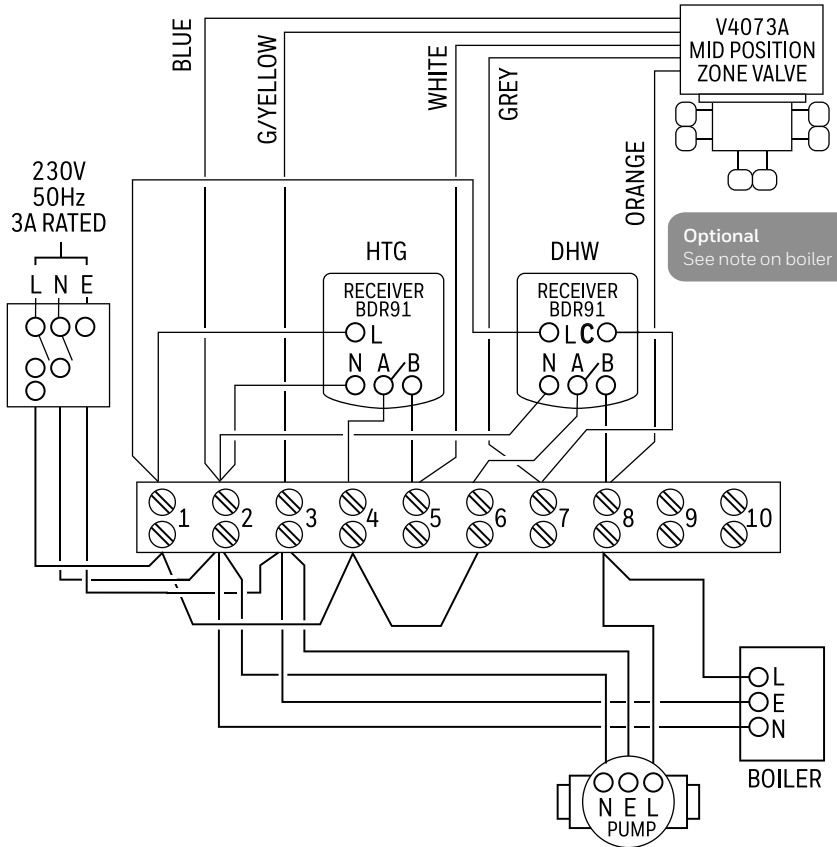 V4073A
MID POSITION
ZONE VALVE
BLUE
G/YELLOW
WHITE
GREY
ORANGE
230V
50Hz
3A RATED
L N E
Optional
See note on boiler
HTG
RECEIVER
BDR91
L
N A B
DHW
RECEIVER
BDR91
L C
N A B
1 2 3 4 5 6 7 8 9 10
L
E
N
BOILER
N E L
PUMP